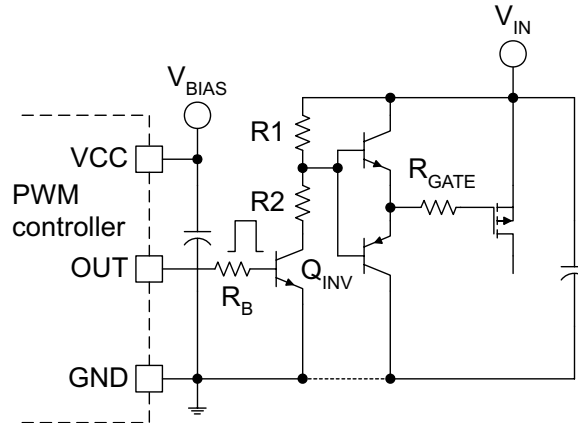 V_IN
V_BIAS
R1
VCC
R_GATE
PWM
controller
R2
OUT
Q_INV
R_B
GND